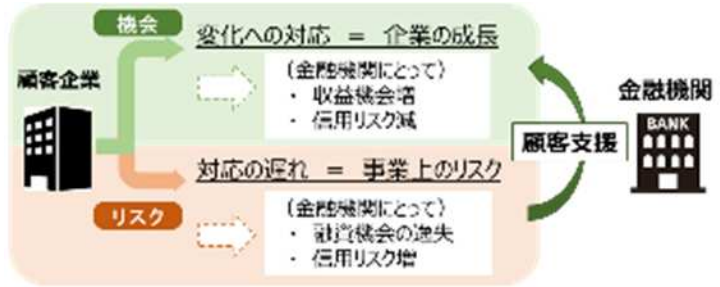 機会
変化への対応 = 企業の成長
顧客企業
(金融機関にとって)
・ 収益機会増
・ 信用リスク減
金融機関
BANK
顧客支援
対応の遅れ = 事業上のリスク
リスク
(金融機関にとって)
・ 融資機会の逸失
・ 信用リスク増